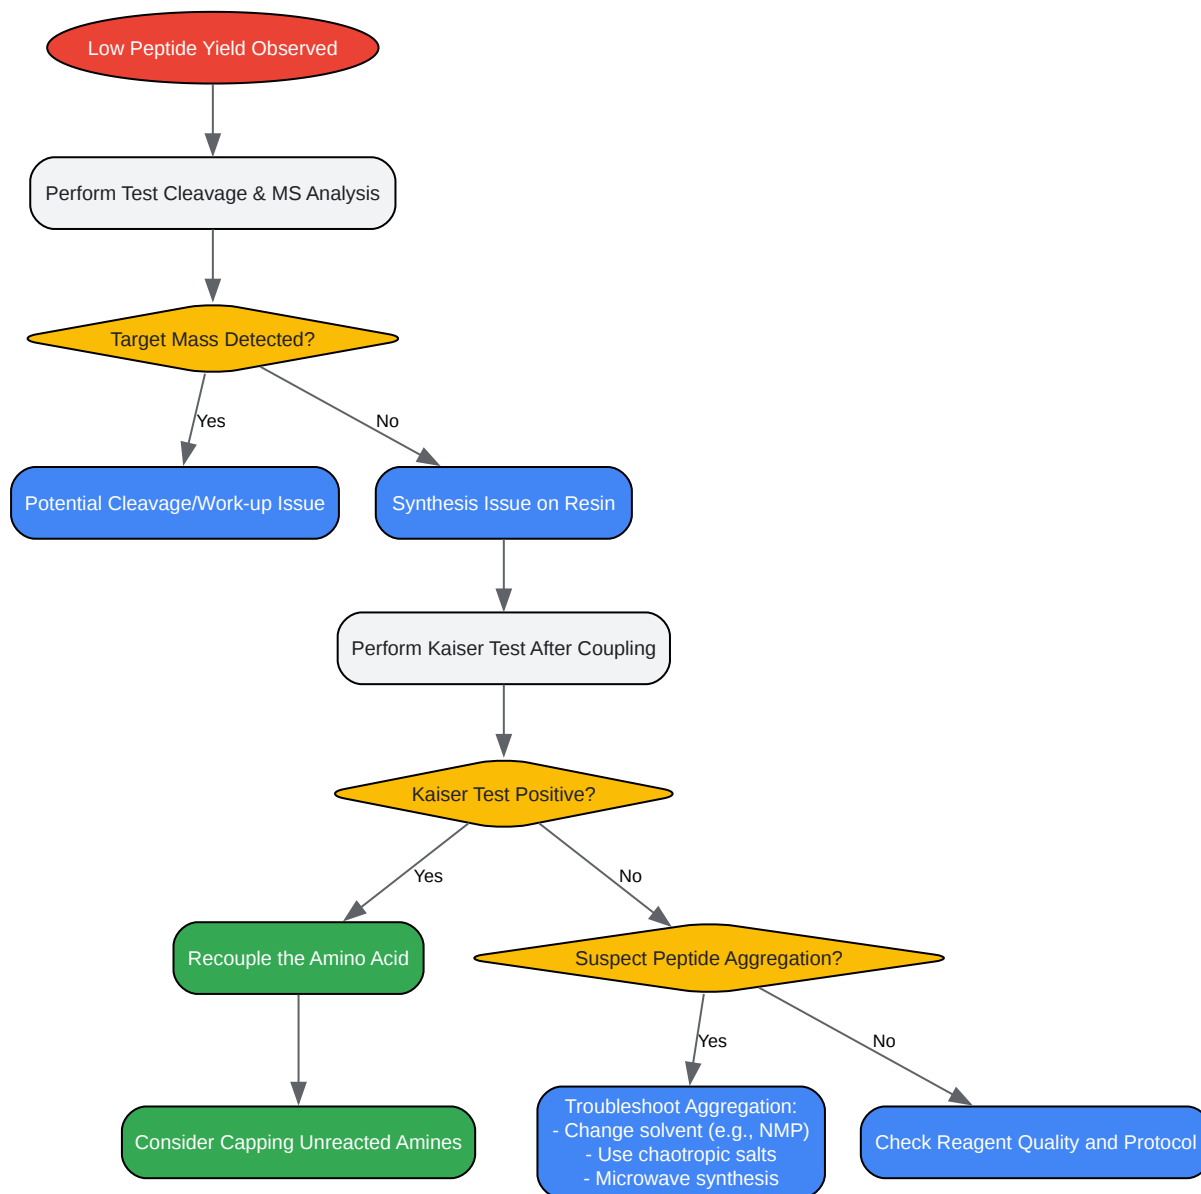 Low Peptide Yield Observed
Perform Test Cleavage & MS Analysis
Target Mass Detected?
Yes
No
Potential Cleavage/Work-up Issue
Synthesis Issue on Resin
Perform Kaiser Test After Coupling
Kaiser Test Positive?
Yes
No
Recouple the Amino Acid
Suspect Peptide Aggregation?
Yes
No
Consider Capping Unreacted Amines
Troubleshoot Aggregation:
- Change solvent (e.g., NMP)
- Use chaotropic salts
- Microwave synthesis
Check Reagent Quality and Protocol